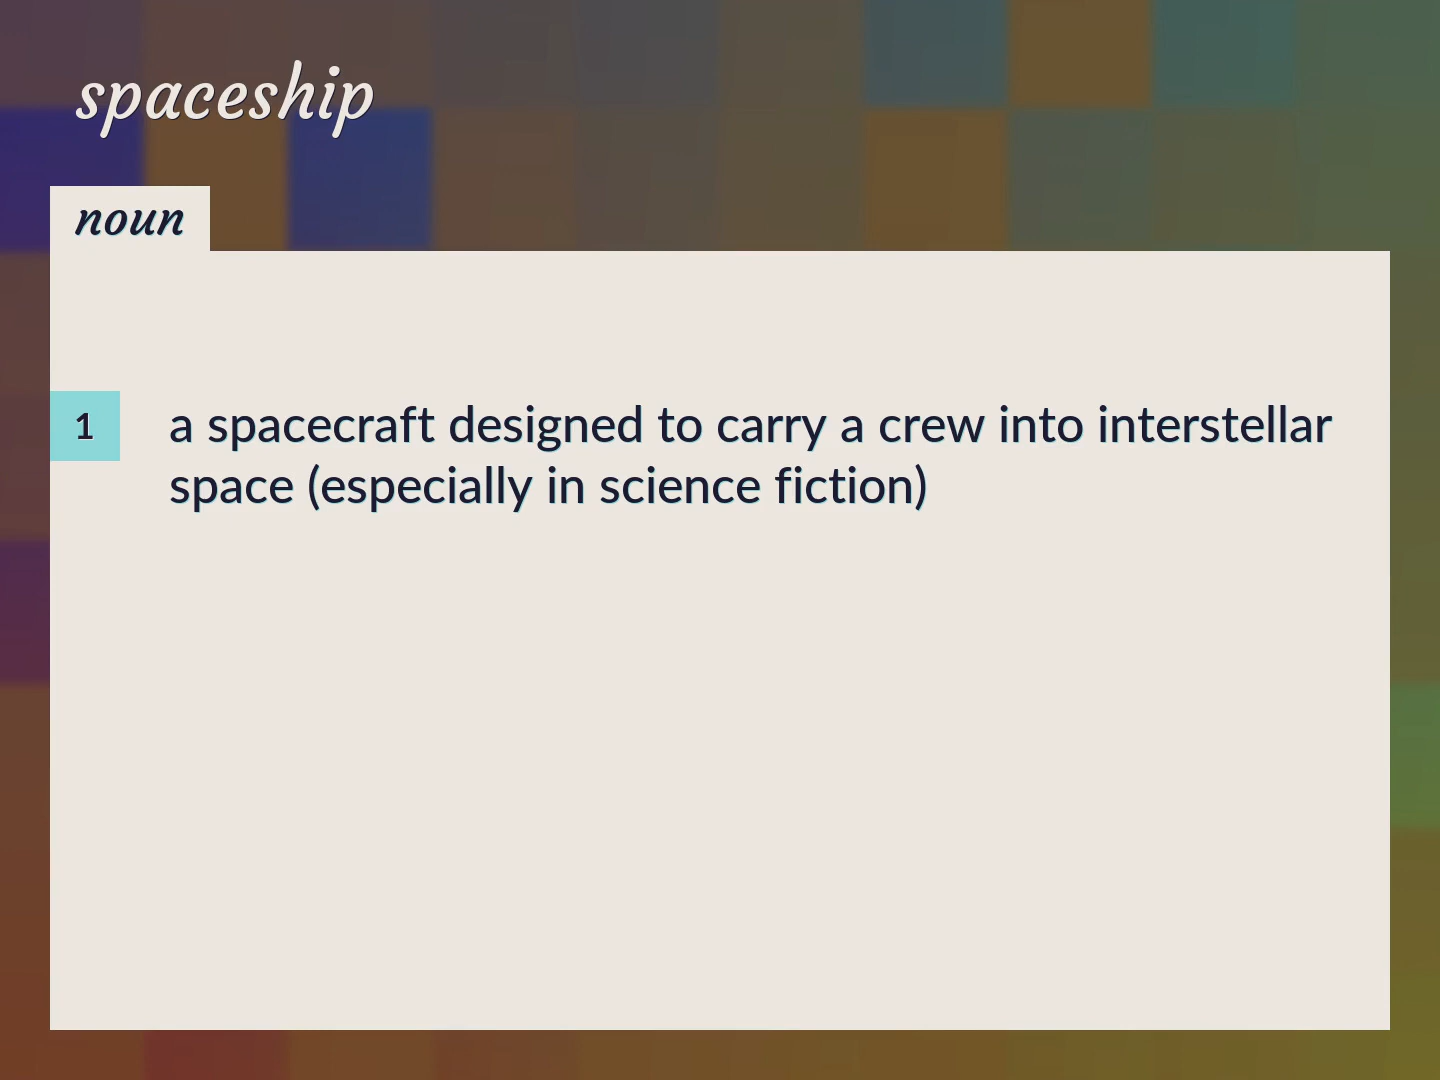 spaceship
noun
1 a spacecraft designed to carry a crew into interstellar
space (especially in science fiction)